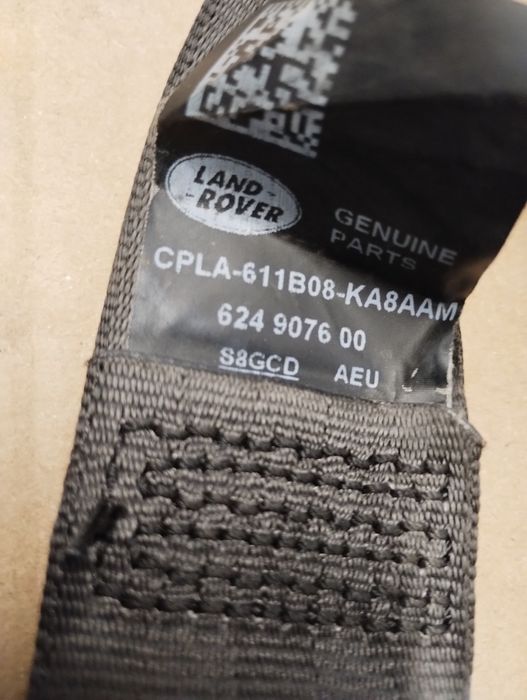 LAND-
-ROVER
GENUINE
PARTS
CPLA-611B08-KA8AAM
624 9076 00
S8GCD AEU